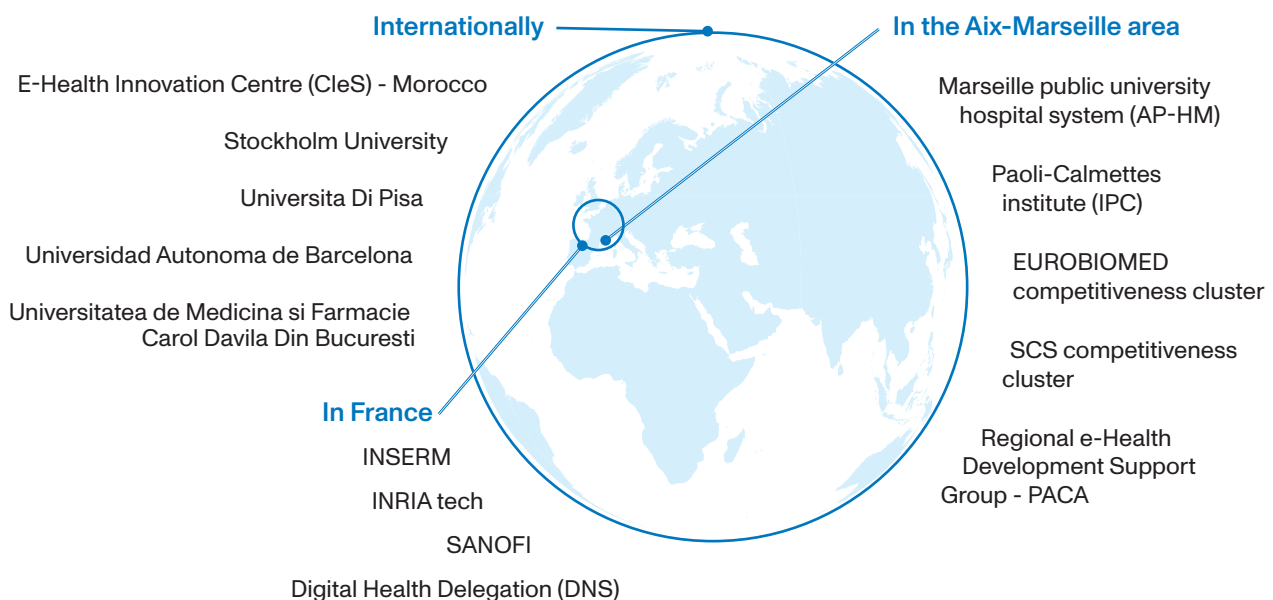 Internationally
E-Health Innovation Centre (CIeS) - Morocco
Stockholm University
Universita Di Pisa
Universidad Autonoma de Barcelona
Universitatea de Medicina si Farmacie
Carol Davila Din Bucuresti
In France
INSERM
INRIA tech
SANOFI
Digital Health Delegation (DNS)
In the Aix-Marseille area
Marseille public university
hospital system (AP-HM)
Paoli-Calmettes
institute (IPC)
EUROBIOMED
competitiveness cluster
SCS competitiveness
cluster
Regional e-Health
Development Support
Group - PACA